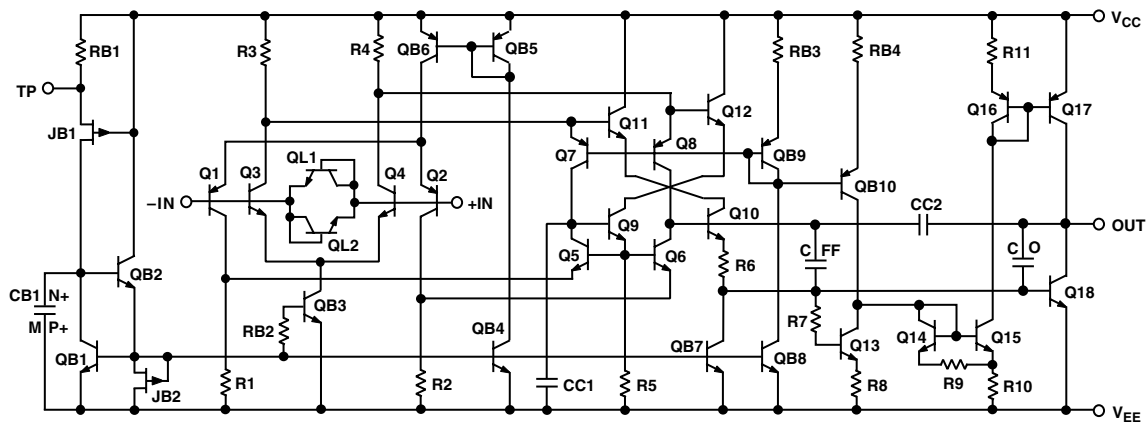 VCC
RB1
R3
R4
QB6
QB5
RB3
RB4
R11
TP
Q12
Q16
Q17
JB1
Q11
Q7
Q8
QB9
QL1
Q1
Q3
Q4
Q2
QB10
–IN
+IN
CC2
Q9
Q10
OUT
QL2
Q5
Q6
C FF
C O
R6
QB2
CB1 N+
QB3
Q18
M P+
RB2
QB4
R7
Q13
Q14
Q15
QB1
QB7
QB8
JB2
R1
R2
CC1
R5
R8
R9
R10
VEE